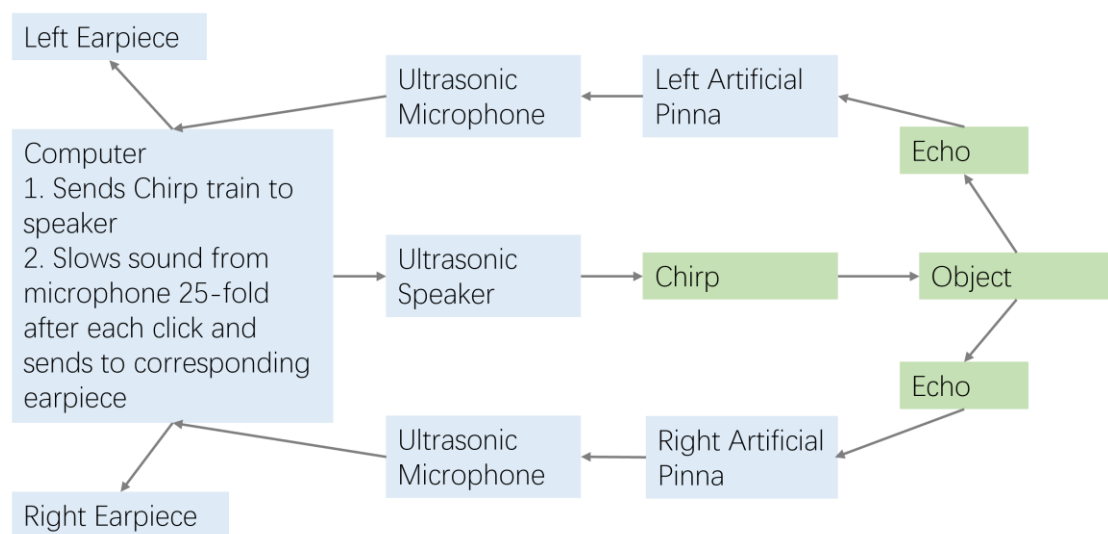 Left Earpiece
Ultrasonic
Microphone
Left Artificial
Pinna
Echo
Computer
1. Sends Chirp train to
speaker
2. Slows sound from
microphone 25-fold
after each click and
sends to corresponding
earpiece
Ultrasonic
Speaker
Chirp
Object
Echo
Ultrasonic
Microphone
Right Artificial
Pinna
Right Earpiece